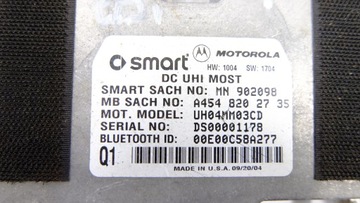 smart MOTOROLA
HW: 1004 SW: 1704
DC UHI MOST
SMART SACH NO: MN 902098
MB SACH NO: A454 820 27 35
MOT. MODEL: UH04MM03CD
SERIAL NO: DS00001178
BLUETOOTH ID: 00E00C58A277
Q1
MADE IN U.S.A. 09/20/04